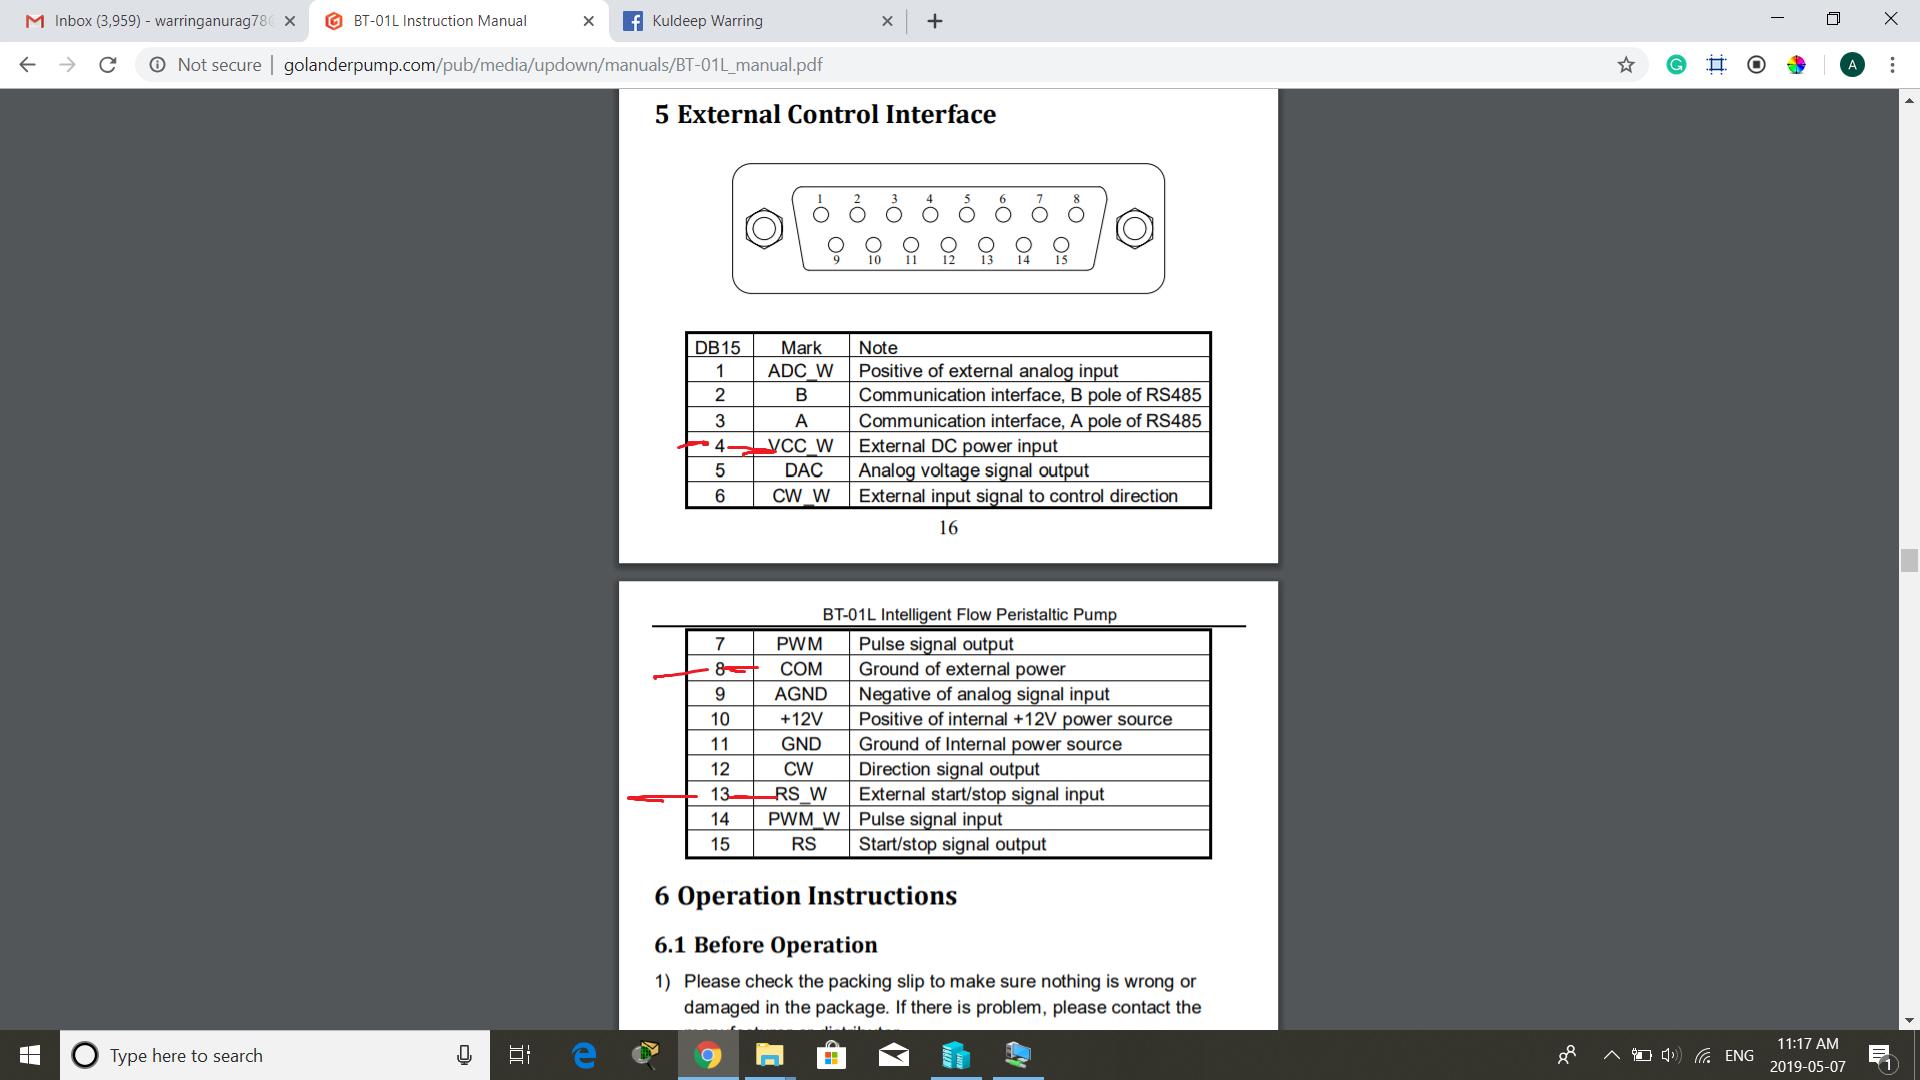 Inbox (3,959) - warringanurag78
BT-01L Instruction Manual
Kuldeep Warring
Not secure | golanderpump.com/pub/media/updown/manuals/BT-01L_manual.pdf
A
5 External Control Interface
1 2 3 4 5 6 7 8
9 10 11 12 13 14 15
DB15 Mark Note
1 ADC_W Positive of external analog input
2 B Communication interface, B pole of RS485
3 A Communication interface, A pole of RS485
4 VCC_W External DC power input
5 DAC Analog voltage signal output
6 CW_W External input signal to control direction
16
BT-01L Intelligent Flow Peristaltic Pump
7 PWM Pulse signal output
8 COM Ground of external power
9 AGND Negative of analog signal input
10 +12V Positive of internal +12V power source
11 GND Ground of Internal power source
12 CW Direction signal output
13 RS_W External start/stop signal input
14 PWM_W Pulse signal input
15 RS Start/stop signal output
6 Operation Instructions
6.1 Before Operation
1) Please check the packing slip to make sure nothing is wrong or
damaged in the package. If there is problem, please contact the
Type here to search
ENG
11:17 AM
2019-05-07
1